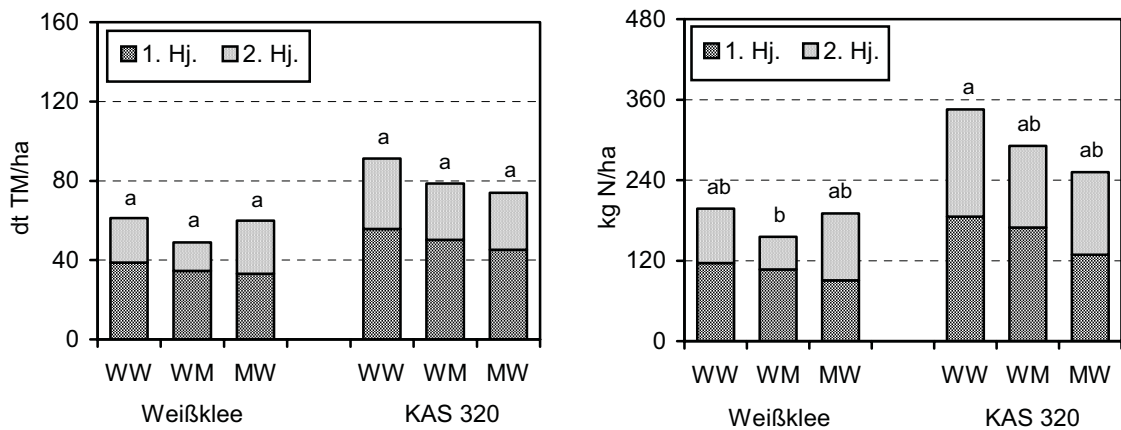 160
120
80
40
0
dt TM/ha
1. Hj. 2. Hj.
a a a a a a
WW WM MW WW WM MW
Weißklee KAS 320
480
360
240
120
0
kg N/ha
1. Hj. 2. Hj.
ab b ab a ab ab
WW WM MW WW WM MW
Weißklee KAS 320